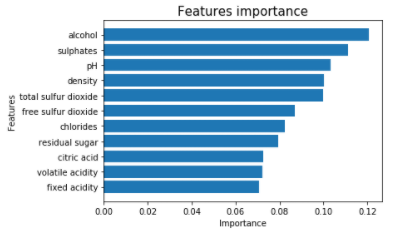 Features importance
Features
alcohol
sulphates
pH
density
total sulfur dioxide
free sulfur dioxide
chlorides
residual sugar
citric acid
volatile acidity
fixed acidity
0.00 0.02 0.04 0.06 0.08 0.10 0.12
Importance